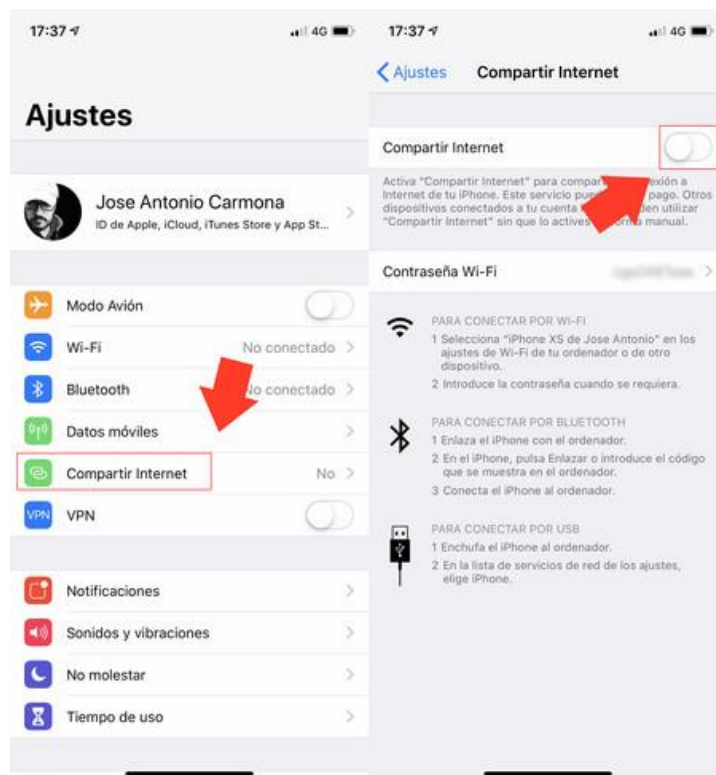 17:37
4G
Ajustes
Jose Antonio Carmona
ID de Apple, iCloud, iTunes Store y App St...
Modo Avión
Wi-Fi No conectado
Bluetooth No conectado
Datos móviles
Compartir Internet No
VPN VPN
Notificaciones
Sonidos y vibraciones
No molestar
Tiempo de uso
17:37
4G
Ajustes Compartir Internet
Compartir Internet
Activa "Compartir Internet" para compar exión a
Internet de tu iPhone. Este servicio pue pago. Otros
dispositivos conectados a tu cuenta den utilizar
"Compartir Internet" sin que lo actives manual.
Contraseña Wi-Fi
PARA CONECTAR POR WI-FI
1 Selecciona "iPhone XS de Jose Antonio" en los
ajustes de Wi-Fi de tu ordenador o de otro
dispositivo.
2 Introduce la contraseña cuando se requiera.
PARA CONECTAR POR BLUETOOTH
1 Enlaza el iPhone con el ordenador.
2 En el iPhone, pulsa Enlazar o introduce el código
que se muestra en el ordenador.
3 Conecta el iPhone al ordenador.
PARA CONECTAR POR USB
1 Enchufa el iPhone al ordenador.
2 En la lista de servicios de red de los ajustes,
elige iPhone.